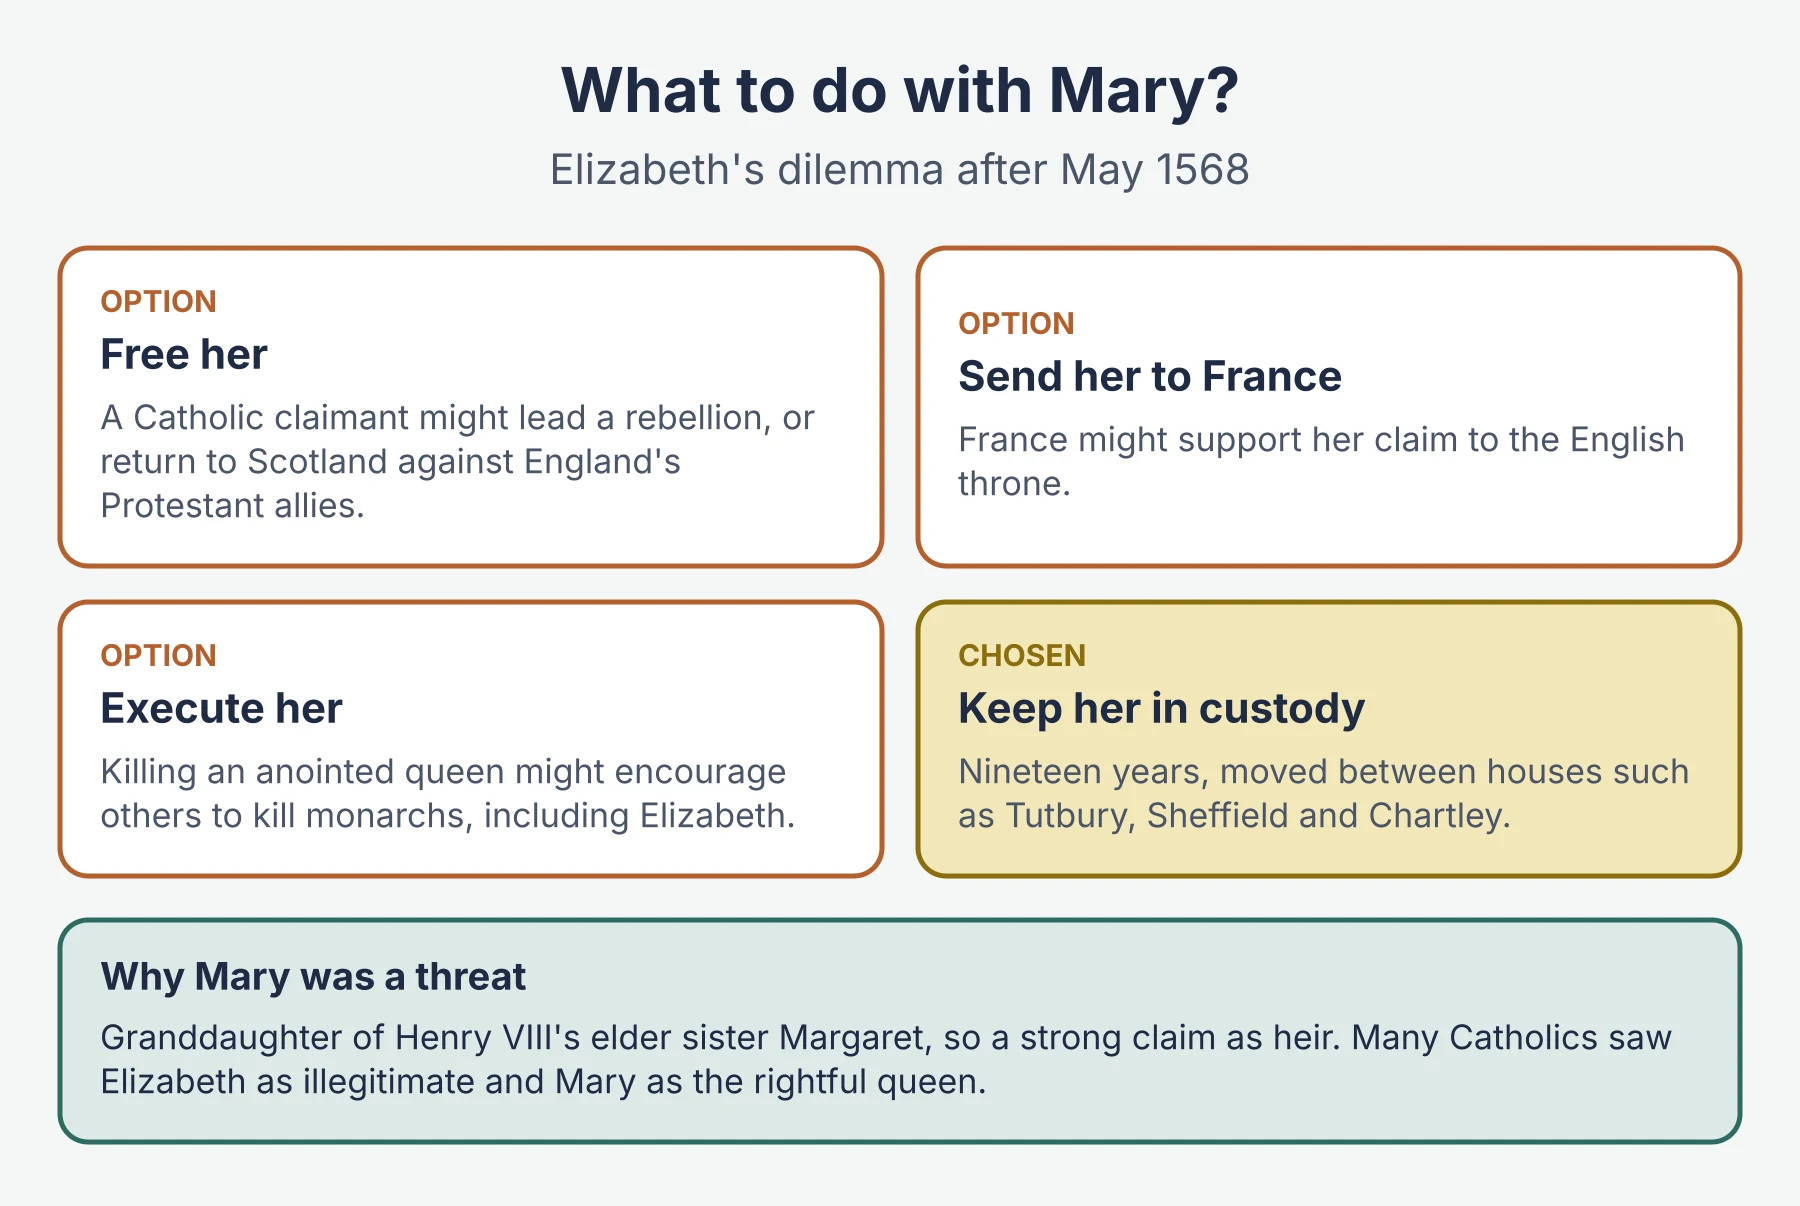 What to do with Mary?
Elizabeth's dilemma after May 1568
OPTION
Free her
A Catholic claimant might lead a rebellion, or
return to Scotland against England's
Protestant allies.
OPTION
Send her to France
France might support her claim to the English
throne.
OPTION
Execute her
Killing an anointed queen might encourage
others to kill monarchs, including Elizabeth.
CHOSEN
Keep her in custody
Nineteen years, moved between houses such
as Tutbury, Sheffield and Chartley.
Why Mary was a threat
Granddaughter of Henry VIII's elder sister Margaret, so a strong claim as heir. Many Catholics saw
Elizabeth as illegitimate and Mary as the rightful queen.